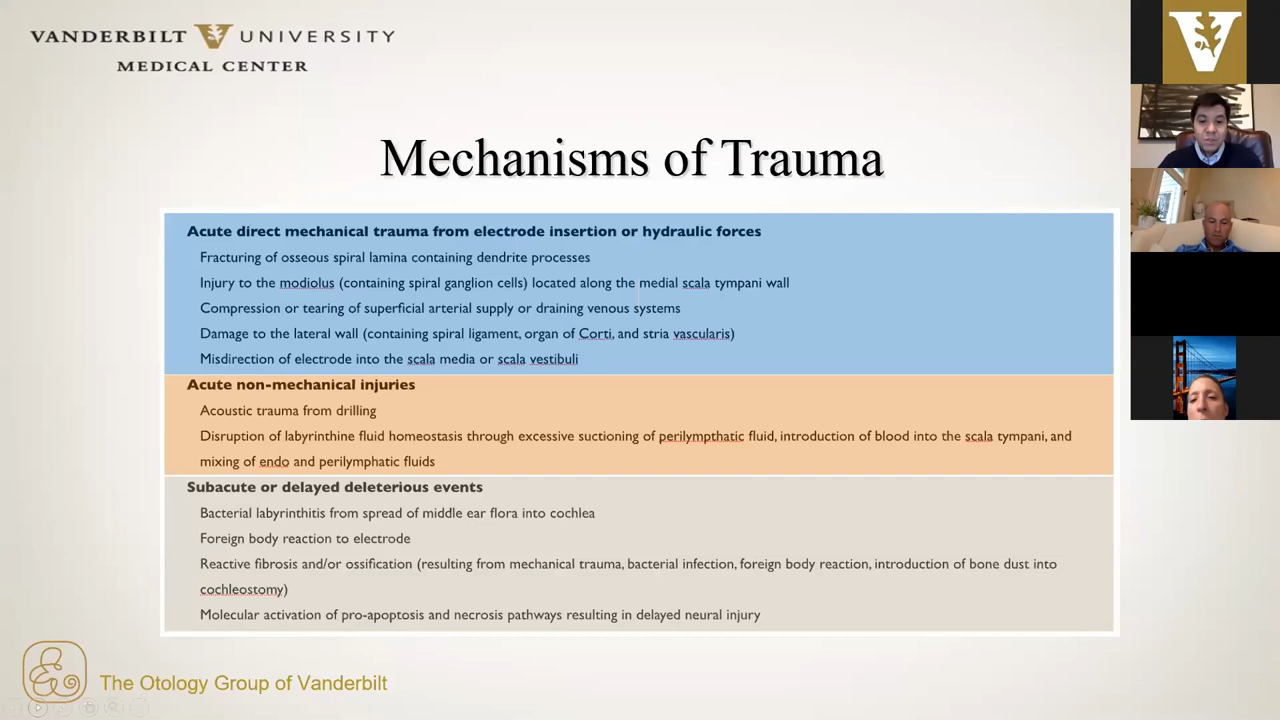 VANDERBILT UNIVERSITY
MEDICAL CENTER
Mechanisms of Trauma
Acute direct mechanical trauma from electrode insertion or hydraulic forces
Fracturing of osseous spiral lamina containing dendrite processes
Injury to the modiolus (containing spiral ganglion cells) located along the medial scala tympani wall
Compression or tearing of superficial arterial supply or draining venous systems
Damage to the lateral wall (containing spiral ligament, organ of Corti, and stria vascularis)
Misdirection of electrode into the scala media or scala vestibuli
Acute non-mechanical injuries
Acoustic trauma from drilling
Disruption of labyrinthine fluid homeostasis through excessive suctioning of perilympthatic fluid, introduction of blood into the scala tympani, and
mixing of endo and perilymphatic fluids
Subacute or delayed deleterious events
Bacterial labyrinthitis from spread of middle ear flora into cochlea
Foreign body reaction to electrode
Reactive fibrosis and/or ossification (resulting from mechanical trauma, bacterial infection, foreign body reaction, introduction of bone dust into
cochleostomy)
Molecular activation of pro-apoptosis and necrosis pathways resulting in delayed neural injury
The Otology Group of Vanderbilt